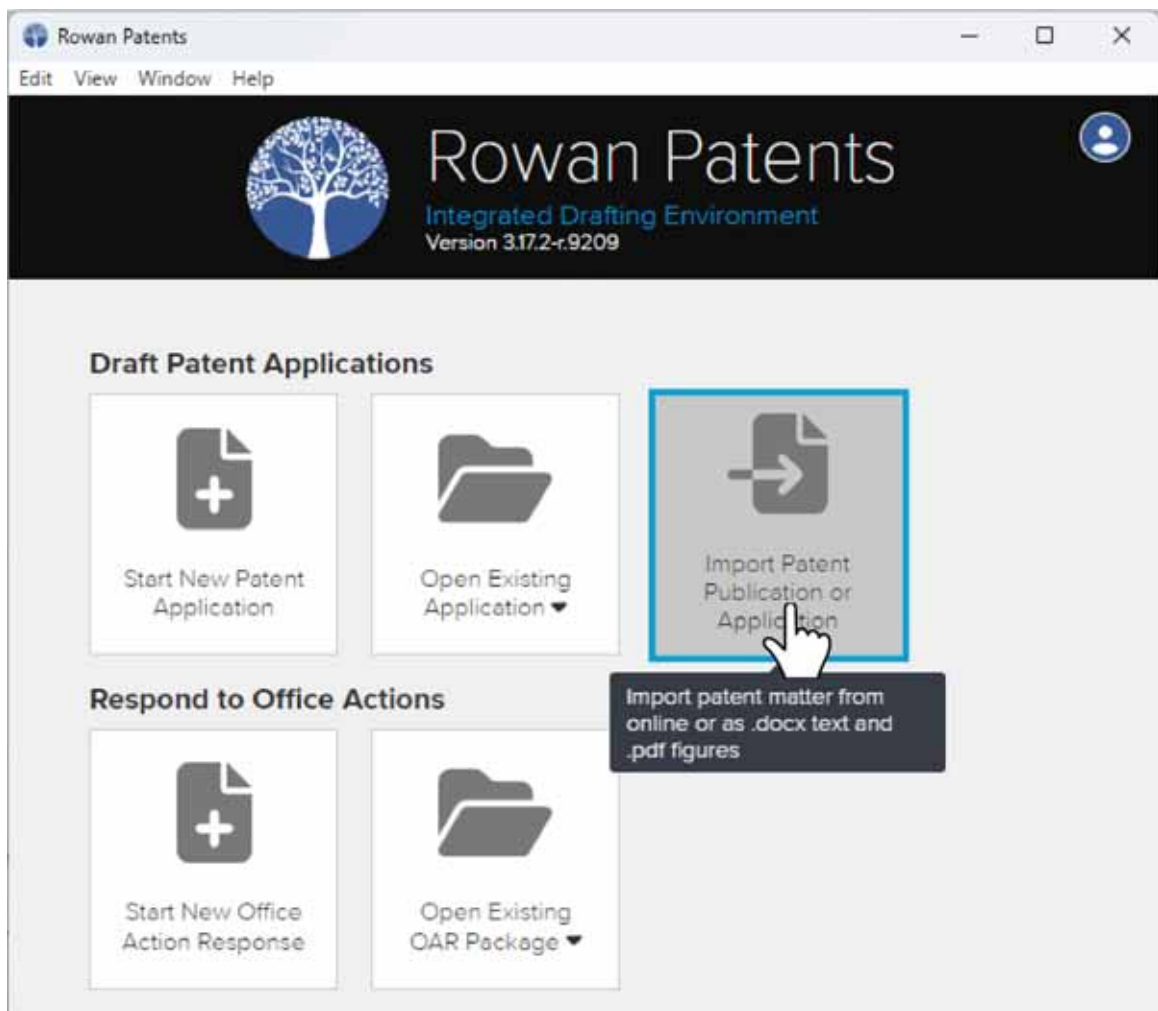 Rowan Patents
Edit View Window Help
Rowan Patents
Integrated Drafting Environment
Version 3.17.2-r.9209
Draft Patent Applications
Start New Patent
Application
Open Existing
Application
Import Patent
Publication or
Application
Import patent matter from
online or as .docx text and
.pdf figures
Respond to Office Actions
Start New Office
Action Response
Open Existing
OAR Package